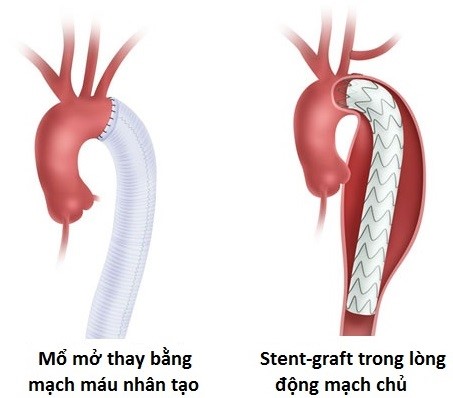 Mổ mở thay bằng
mạch máu nhân tạo
Stent-graft trong lòng
động mạch chủ